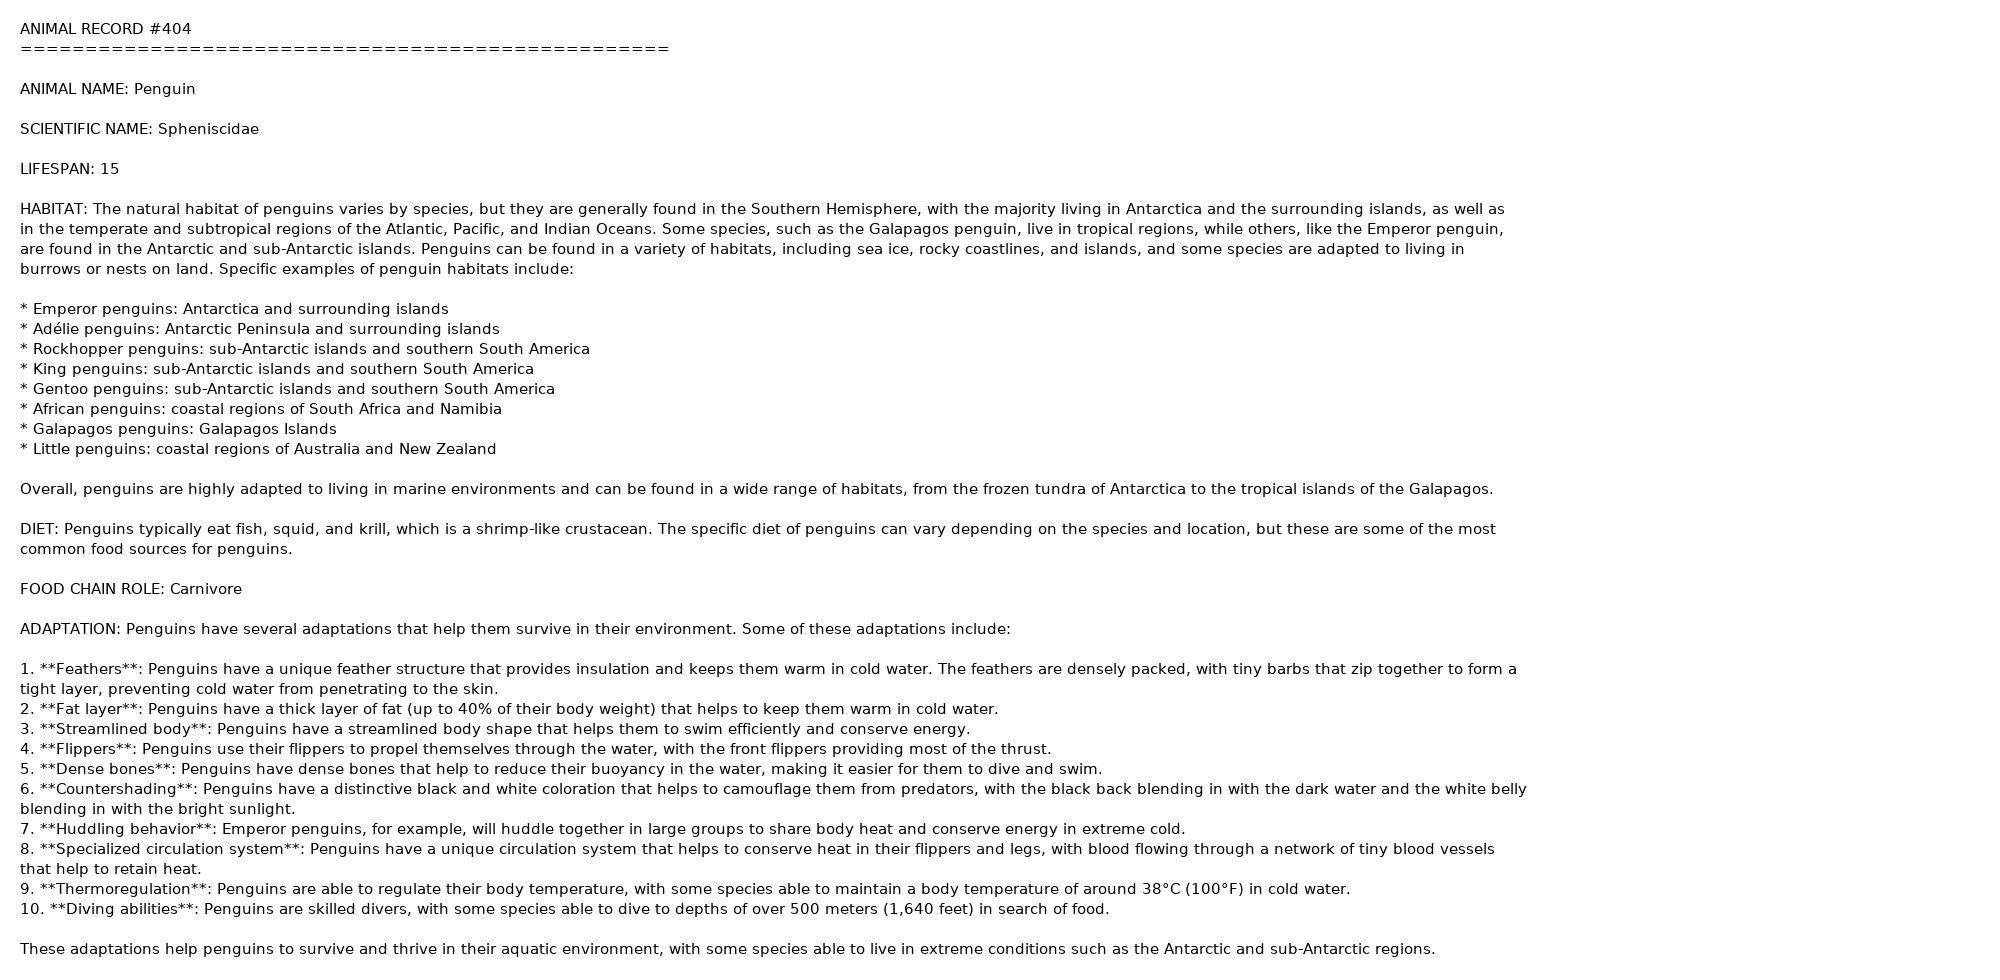 ANIMAL RECORD #404
==================================================
ANIMAL NAME: Penguin
SCIENTIFIC NAME: Spheniscidae
LIFESPAN: 15
HABITAT: The natural habitat of penguins varies by species, but they are generally found in the Southern Hemisphere, with the majority living in Antarctica and the surrounding islands, as well as
in the temperate and subtropical regions of the Atlantic, Pacific, and Indian Oceans. Some species, such as the Galapagos penguin, live in tropical regions, while others, like the Emperor penguin,
are found in the Antarctic and sub-Antarctic islands. Penguins can be found in a variety of habitats, including sea ice, rocky coastlines, and islands, and some species are adapted to living in
burrows or nests on land. Specific examples of penguin habitats include:
* Emperor penguins: Antarctica and surrounding islands
* Adélie penguins: Antarctic Peninsula and surrounding islands
* Rockhopper penguins: sub-Antarctic islands and southern South America
* King penguins: sub-Antarctic islands and southern South America
* Gentoo penguins: sub-Antarctic islands and southern South America
* African penguins: coastal regions of South Africa and Namibia
* Galapagos penguins: Galapagos Islands
* Little penguins: coastal regions of Australia and New Zealand
Overall, penguins are highly adapted to living in marine environments and can be found in a wide range of habitats, from the frozen tundra of Antarctica to the tropical islands of the Galapagos.
DIET: Penguins typically eat fish, squid, and krill, which is a shrimp-like crustacean. The specific diet of penguins can vary depending on the species and location, but these are some of the most
common food sources for penguins.
FOOD CHAIN ROLE: Carnivore
ADAPTATION: Penguins have several adaptations that help them survive in their environment. Some of these adaptations include:
1. **Feathers**: Penguins have a unique feather structure that provides insulation and keeps them warm in cold water. The feathers are densely packed, with tiny barbs that zip together to form a
tight layer, preventing cold water from penetrating to the skin.
2. **Fat layer**: Penguins have a thick layer of fat (up to 40% of their body weight) that helps to keep them warm in cold water.
3. **Streamlined body**: Penguins have a streamlined body shape that helps them to swim efficiently and conserve energy.
4. **Flippers**: Penguins use their flippers to propel themselves through the water, with the front flippers providing most of the thrust.
5. **Dense bones**: Penguins have dense bones that help to reduce their buoyancy in the water, making it easier for them to dive and swim.
6. **Countershading**: Penguins have a distinctive black and white coloration that helps to camouflage them from predators, with the black back blending in with the dark water and the white belly
blending in with the bright sunlight.
7. **Huddling behavior**: Emperor penguins, for example, will huddle together in large groups to share body heat and conserve energy in extreme cold.
8. **Specialized circulation system**: Penguins have a unique circulation system that helps to conserve heat in their flippers and legs, with blood flowing through a network of tiny blood vessels
that help to retain heat.
9. **Thermoregulation**: Penguins are able to regulate their body temperature, with some species able to maintain a body temperature of around 38°C (100°F) in cold water.
10. **Diving abilities**: Penguins are skilled divers, with some species able to dive to depths of over 500 meters (1,640 feet) in search of food.
These adaptations help penguins to survive and thrive in their aquatic environment, with some species able to live in extreme conditions such as the Antarctic and sub-Antarctic regions.